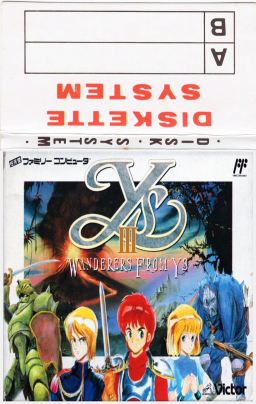 B
A
DISKETTE
SYSTEM
• DISK • SYSTEM •
ファミリー コンピュータ
Ys
III
WANDERERS FROM YS
Victor